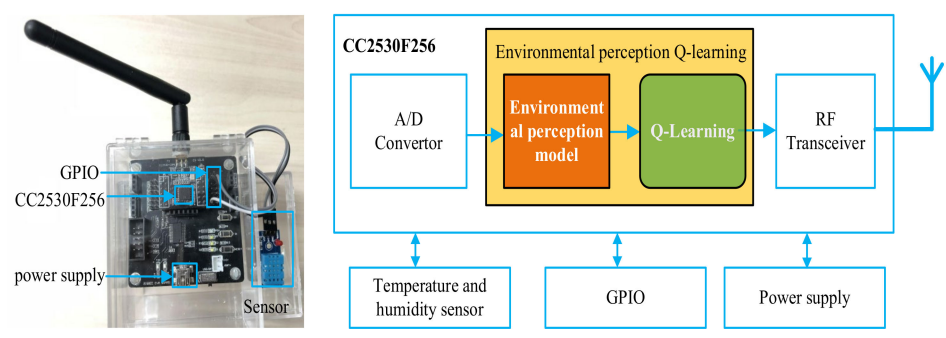 GPIO
CC2530F256
power supply
Sensor
CC2530F256
Environmental perception Q-learning
A/D
Convertor
Environment
al perception
model
Q-Learning
RF
Transceiver
Temperature and
humidity sensor
GPIO
Power supply